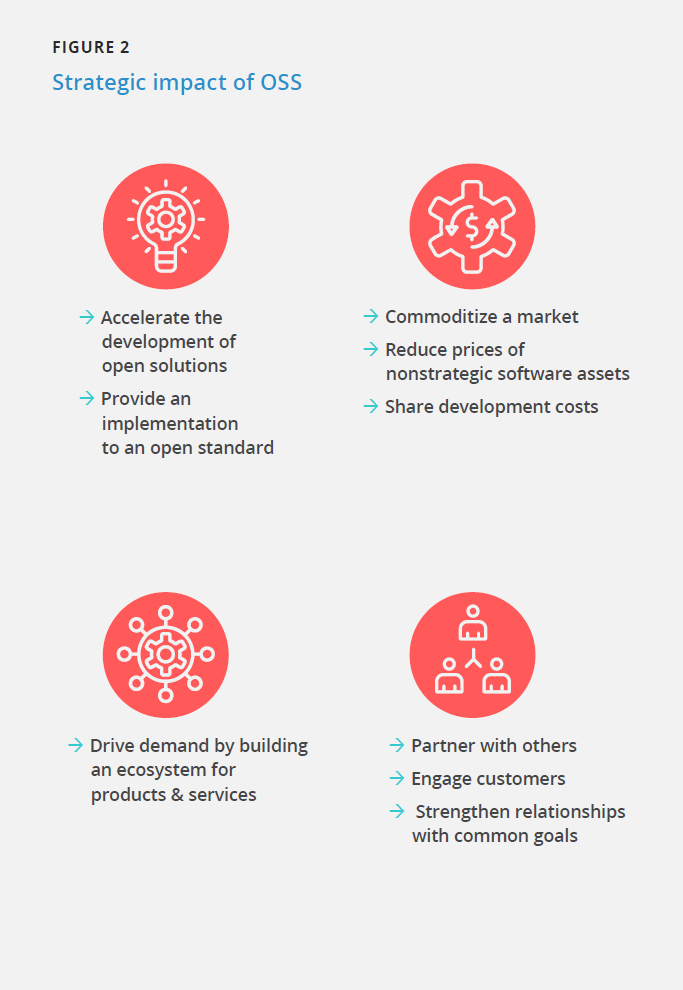 FIGURE 2
Strategic impact of OSS
→ Accelerate the
development of
open solutions
→ Provide an
implementation
to an open standard
→ Commoditize a market
→ Reduce prices of
nonstrategic software assets
→ Share development costs
$
→ Drive demand by building
an ecosystem for
products & services
→ Partner with others
→ Engage customers
→ Strengthen relationships
with common goals